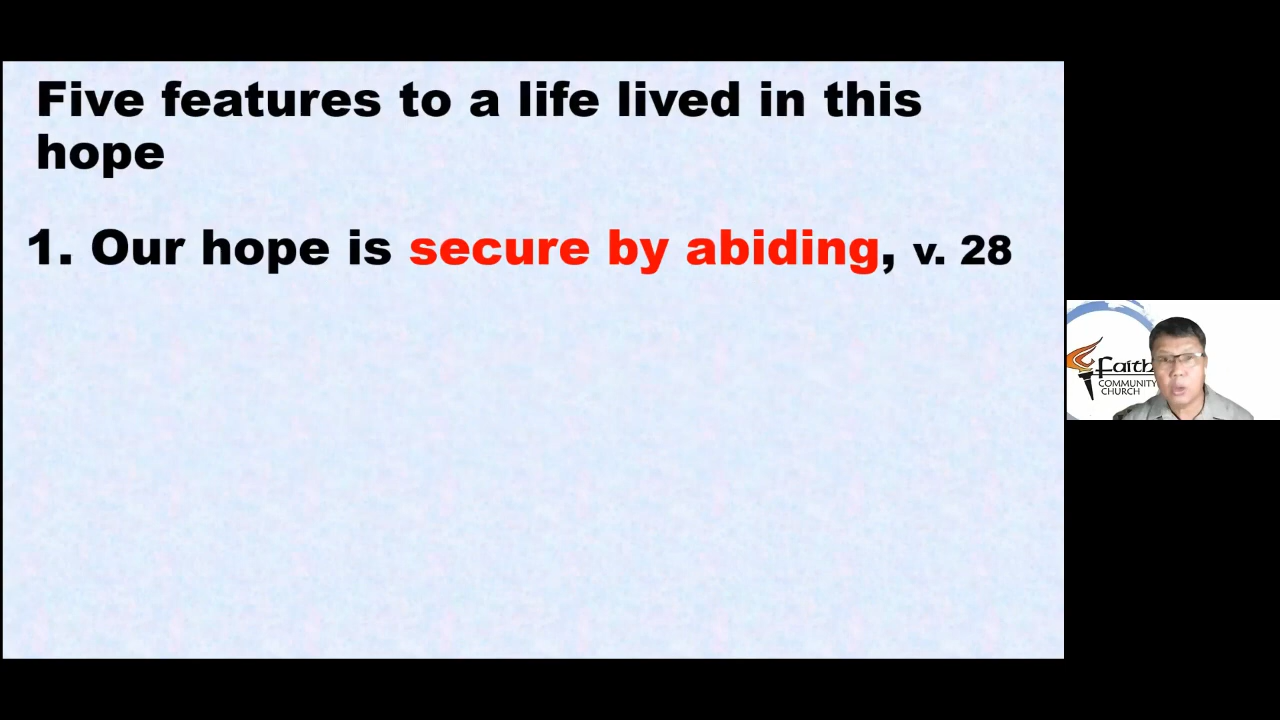 Five features to a life lived in this
hope
1. Our hope is secure by abiding, v. 28
Faith
COMMUNITY
CHURCH